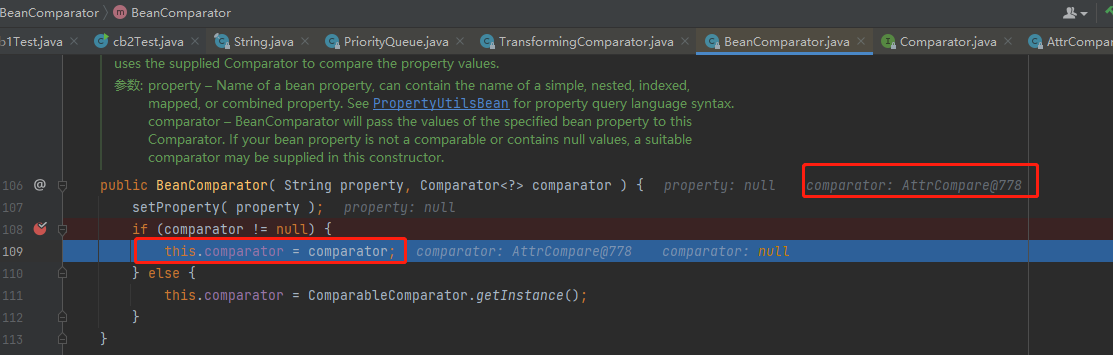 BeanComparator 〉 m BeanComparator
b1Test.java × cb2Test.java × String.java × PriorityQueue.java × TransformingComparator.java × BeanComparator.java × Comparator.java × AttrCompar
uses the supplied Comparator to compare the property values.
参数: property – Name of a bean property, can contain the name of a simple, nested, indexed,
mapped, or combined property. See PropertyUtilsBean for property query language syntax.
comparator – BeanComparator will pass the values of the specified bean property to this
Comparator. If your bean property is not a comparable or contains null values, a suitable
comparator may be supplied in this constructor.
106 @ public BeanComparator( String property, Comparator<?> comparator ) { property: null comparator: AttrCompare@778
107 setProperty( property ); property: null
108 if (comparator != null) {
109 this.comparator = comparator; comparator: AttrCompare@778 comparator: null
110 } else {
111 this.comparator = ComparableComparator.getInstance();
112 }
113 }